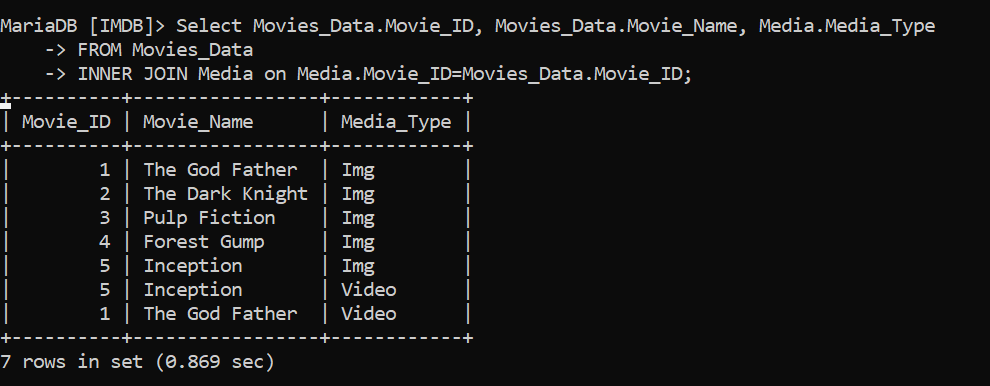 MariaDB [IMDB]> Select Movies_Data.Movie_ID, Movies_Data.Movie_Name, Media.Media_Type
    -> FROM Movies_Data
    -> INNER JOIN Media on Media.Movie_ID=Movies_Data.Movie_ID;
+----------+-----------------+------------+
| Movie_ID | Movie_Name      | Media_Type |
+----------+-----------------+------------+
|        1 | The God Father  | Img        |
|        2 | The Dark Knight | Img        |
|        3 | Pulp Fiction    | Img        |
|        4 | Forest Gump     | Img        |
|        5 | Inception       | Img        |
|        5 | Inception       | Video      |
|        1 | The God Father  | Video      |
+----------+-----------------+------------+
7 rows in set (0.869 sec)